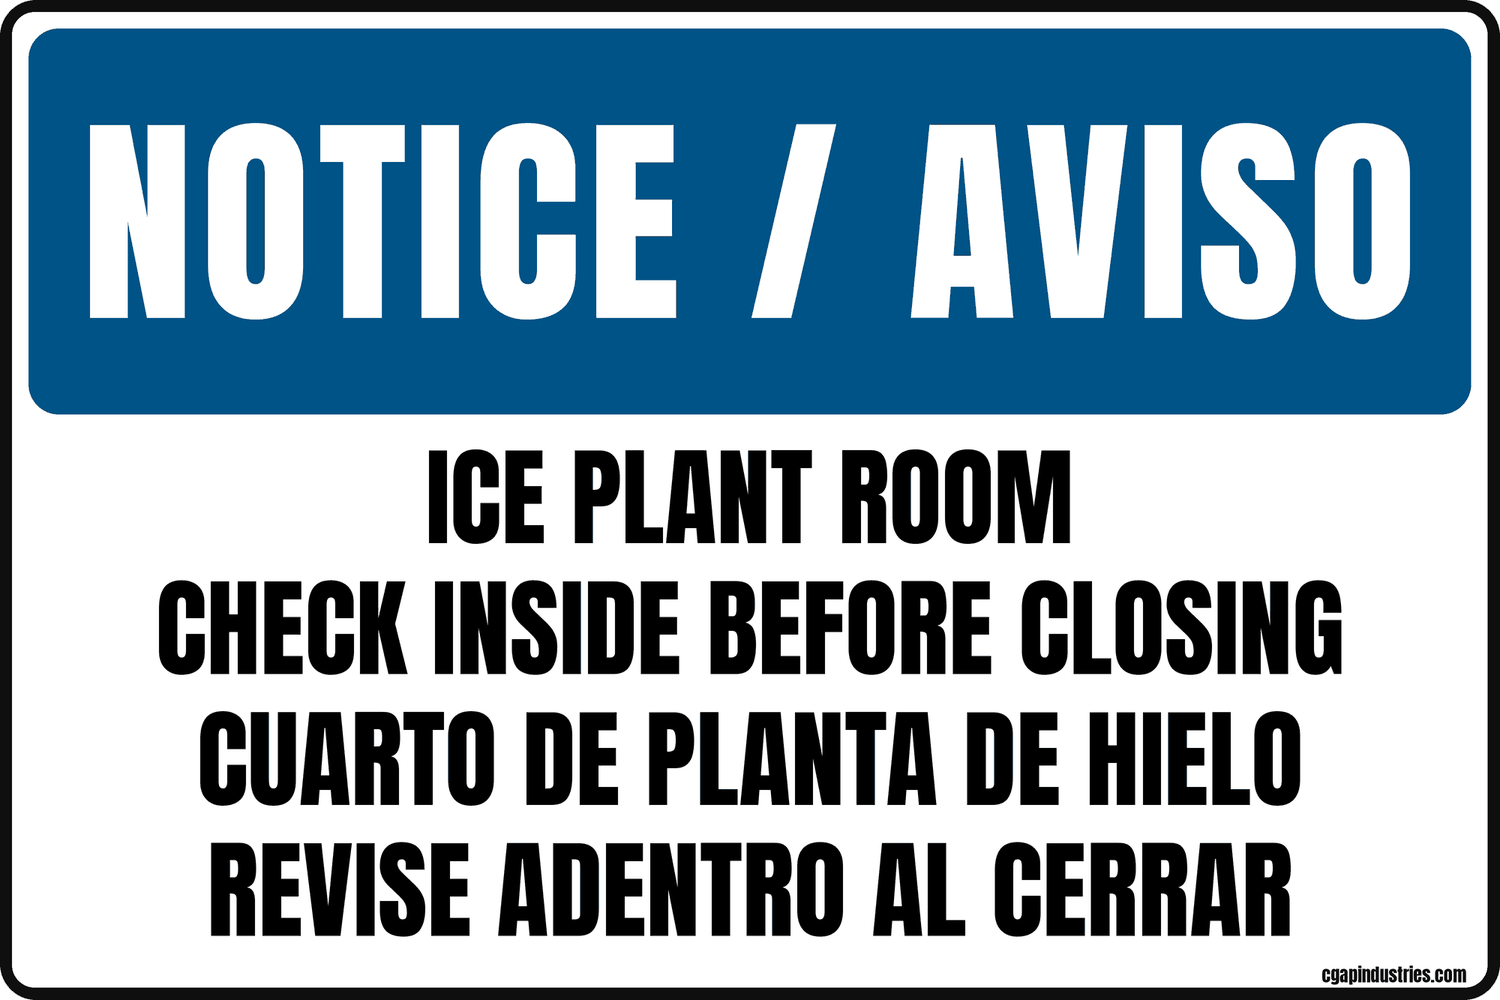 NOTICE / AVISO
ICE PLANT ROOM
CHECK INSIDE BEFORE CLOSING
CUARTO DE PLANTA DE HIELO
REVISE ADENTRO AL CERRAR
cgapindustries.com